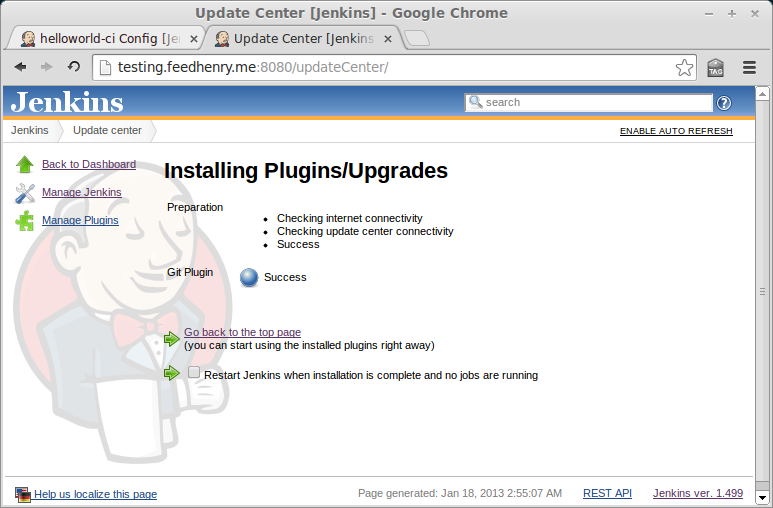 Update Center [Jenkins] - Google Chrome
helloworld-ci Config [Je
Update Center [Jenkins
testing.feedhenry.me:8080/updateCenter/
TAG
Jenkins
search
Jenkins
Update center
ENABLE AUTO REFRESH
Back to Dashboard
Manage Jenkins
Manage Plugins
Installing Plugins/Upgrades
Preparation
Checking internet connectivity
Checking update center connectivity
Success
Git Plugin
Success
Go back to the top page
(you can start using the installed plugins right away)
Restart Jenkins when installation is complete and no jobs are running
Help us localize this page
Page generated: Jan 18, 2013 2:55:07 AM
REST API
Jenkins ver. 1.499